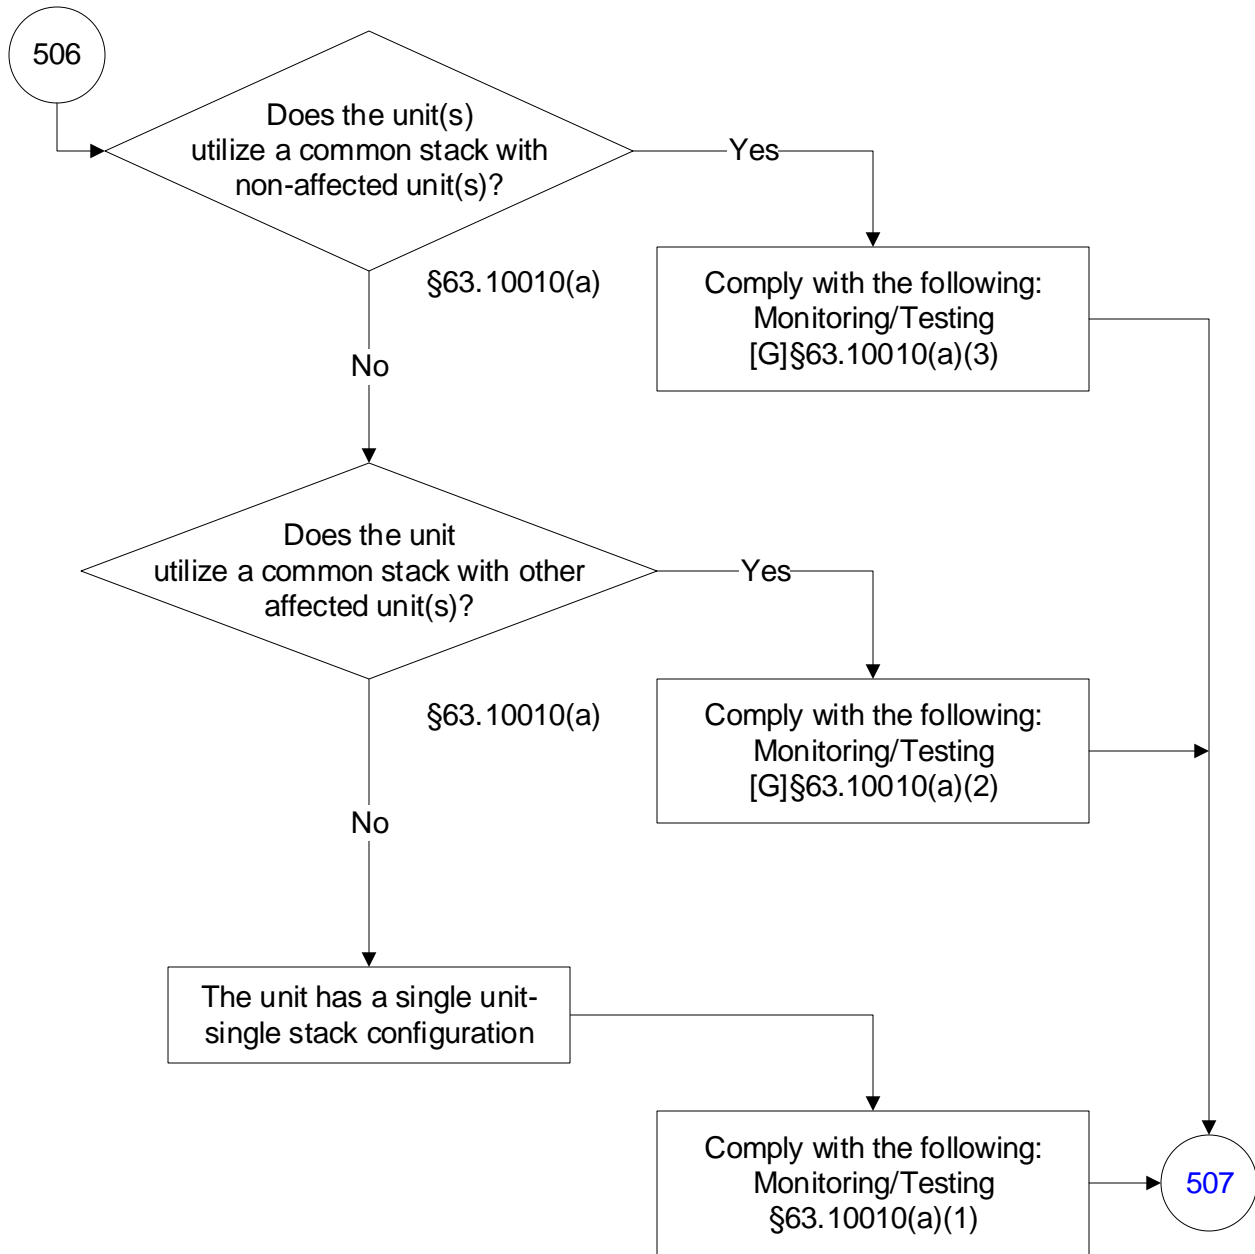 506
Does the unit(s)
utilize a common stack with
non-affected unit(s)?
Yes
§63.10010(a)
Comply with the following:
Monitoring/Testing
[G]§63.10010(a)(3)
No
Does the unit
utilize a common stack with other
affected unit(s)?
Yes
§63.10010(a)
Comply with the following:
Monitoring/Testing
[G]§63.10010(a)(2)
No
The unit has a single unit-
single stack configuration
Comply with the following:
Monitoring/Testing
§63.10010(a)(1)
507